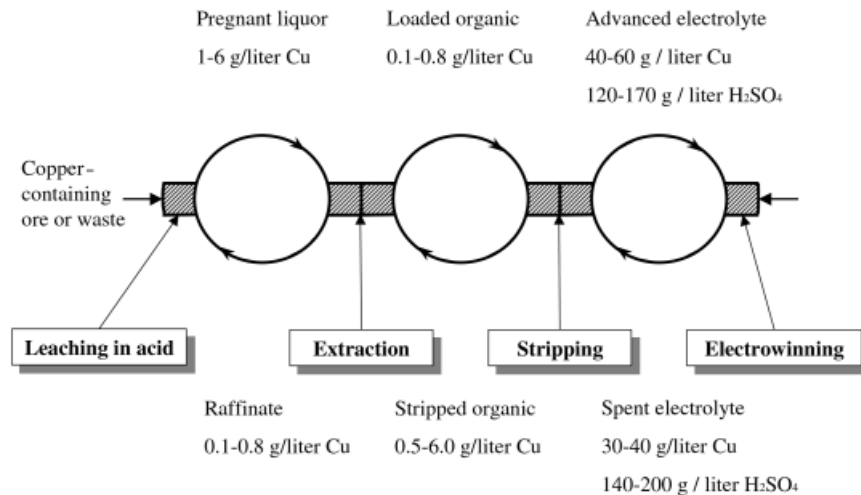 Pregnant liquor
1-6 g/liter Cu
Loaded organic
0.1-0.8 g/liter Cu
Advanced electrolyte
40-60 g / liter Cu
120-170 g / liter H₂SO₄
Copper-
containing
ore or waste
Leaching in acid
Extraction
Stripping
Electrowinning
Raffinate
0.1-0.8 g/liter Cu
Stripped organic
0.5-6.0 g/liter Cu
Spent electrolyte
30-40 g/liter Cu
140-200 g / liter H₂SO₄